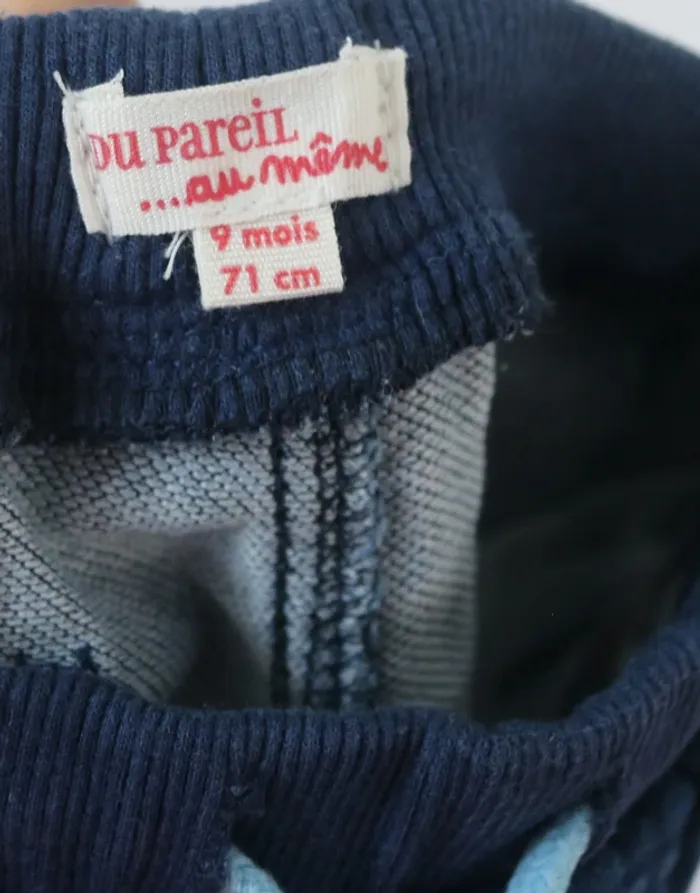 DU PAREIL
...au même
9 mois
71 cm